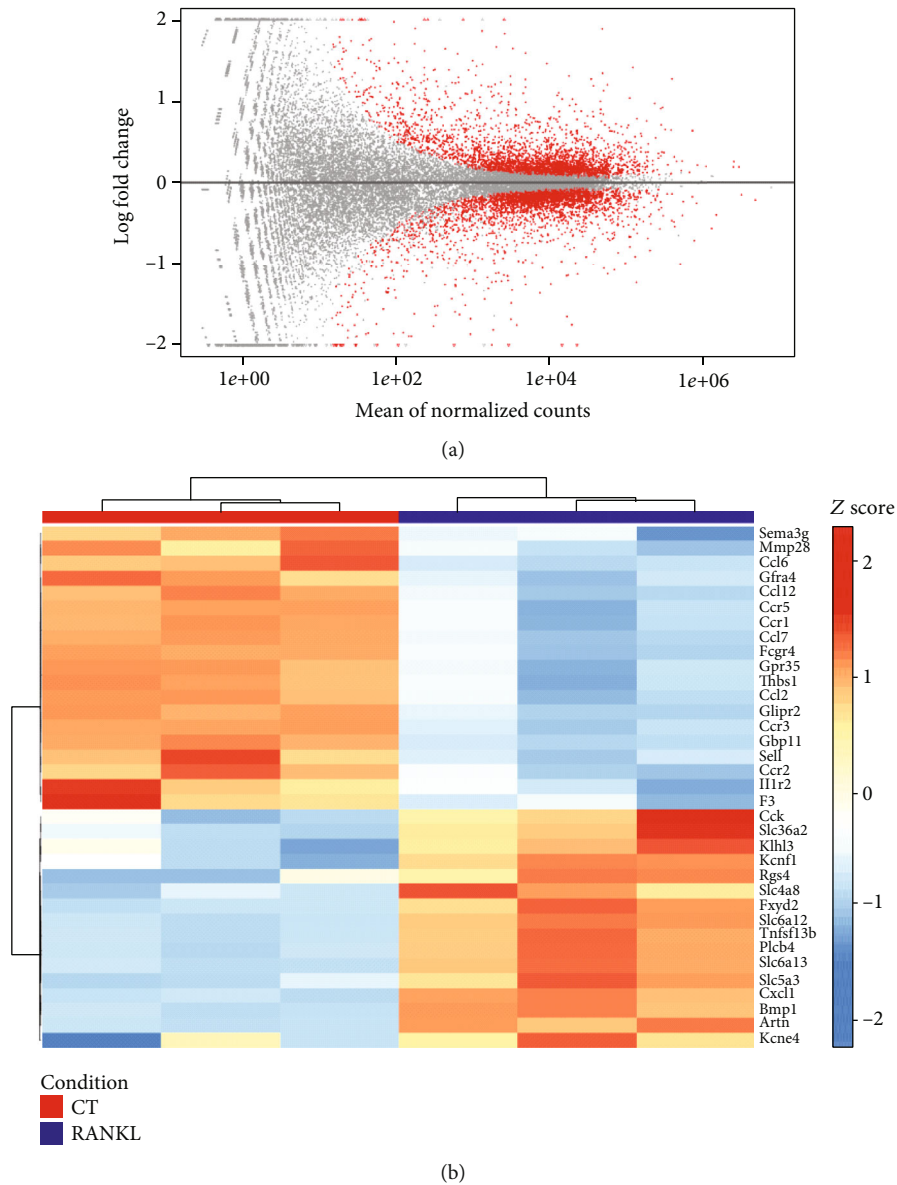 2
1
0
−1
−2
Log fold change
1e+00 1e+02 1e+04 1e+06
Mean of normalized counts
(a)
Z score
Sema3g
Mmp28
Ccl6
Gfra4
Ccl12
Ccr5
Ccr1
Ccl7
Fcgr4
Gpr35
Thbs1
Ccl2
Glipr2
Ccr3
Gbp11
Sell
Ccr2
Il1r2
F3
Cck
Slc36a2
Klhl3
Kcnf1
Rgs4
Slc4a8
Fxyd2
Slc6a12
Tnfsf13b
Plcb4
Slc6a13
Slc5a3
Cxcl1
Bmp1
Artn
Kcne4
2
1
0
−1
−2
Condition
CT
RANKL
(b)